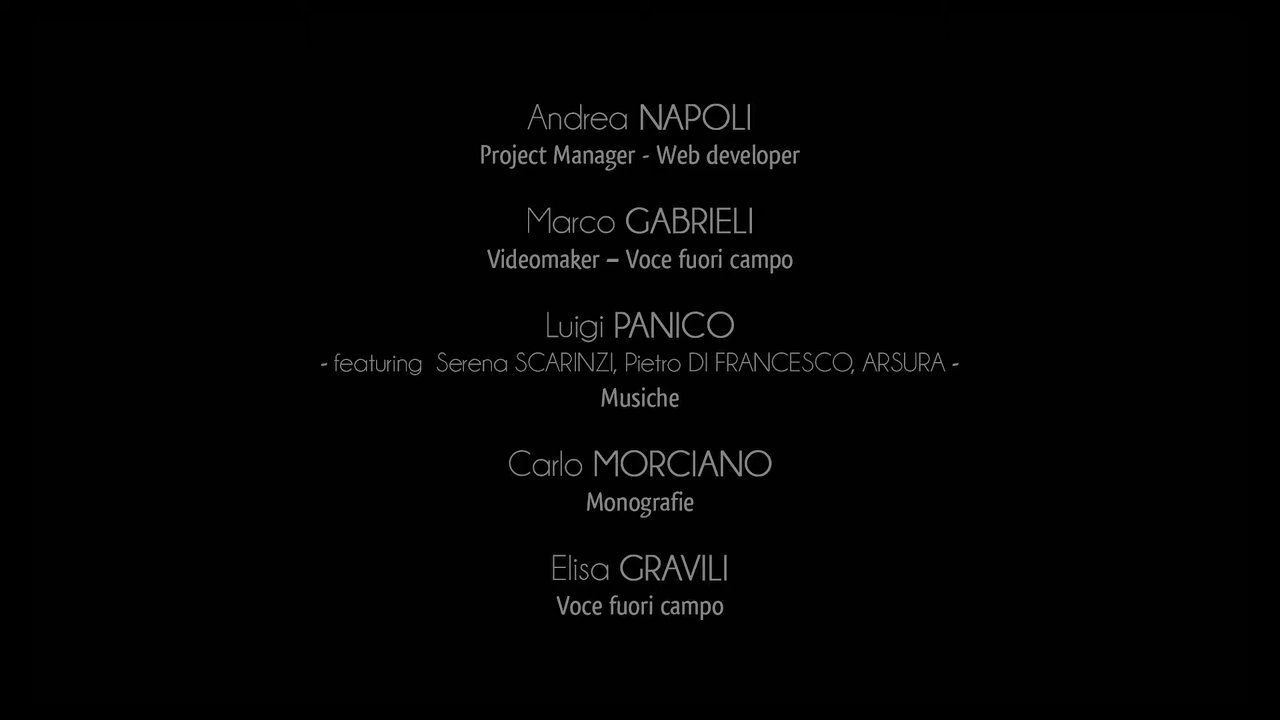 Andrea NAPOLI
Project Manager - Web developer
Marco GABRIELI
Videomaker – Voce fuori campo
Luigi PANICO
- featuring Serena SCARINZI, Pietro DI FRANCESCO, ARSURA -
Musiche
Carlo MORCIANO
Monografie
Elisa GRAVILI
Voce fuori campo